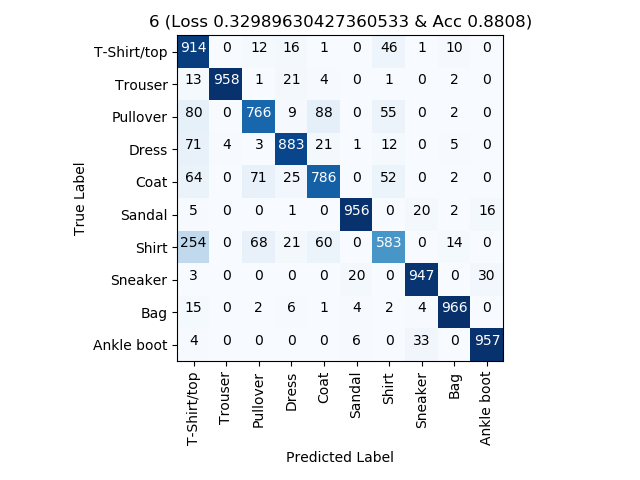 6 (Loss 0.32989630427360533 & Acc 0.8808)
T-Shirt/top 914 0 12 16 1 0 46 1 10 0
Trouser 13 958 1 21 4 0 1 0 2 0
Pullover 80 0 766 9 88 0 55 0 2 0
Dress 71 4 3 883 21 1 12 0 5 0
Coat 64 0 71 25 786 0 52 0 2 0
Sandal 5 0 0 1 0 956 0 20 2 16
Shirt 254 0 68 21 60 0 583 0 14 0
Sneaker 3 0 0 0 0 20 0 947 0 30
Bag 15 0 2 6 1 4 2 4 966 0
Ankle boot 4 0 0 0 0 6 0 33 0 957
True Label
T-Shirt/top Trouser Pullover Dress Coat Sandal Shirt Sneaker Bag Ankle boot
Predicted Label